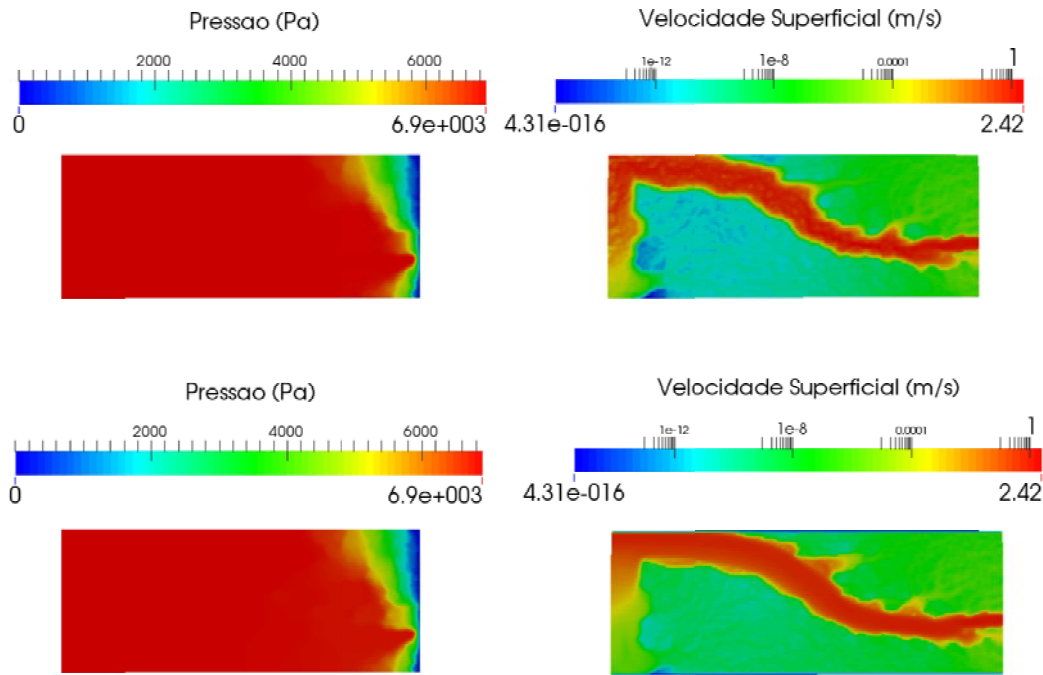 Pressao (Pa)
2000 4000 6000
0 6.9e+003
Velocidade Superficial (m/s)
1e-12 1e-8 0.0001 1
4.31e-016 2.42
Pressao (Pa)
2000 4000 6000
0 6.9e+003
Velocidade Superficial (m/s)
1e-12 1e-8 0.0001 1
4.31e-016 2.42